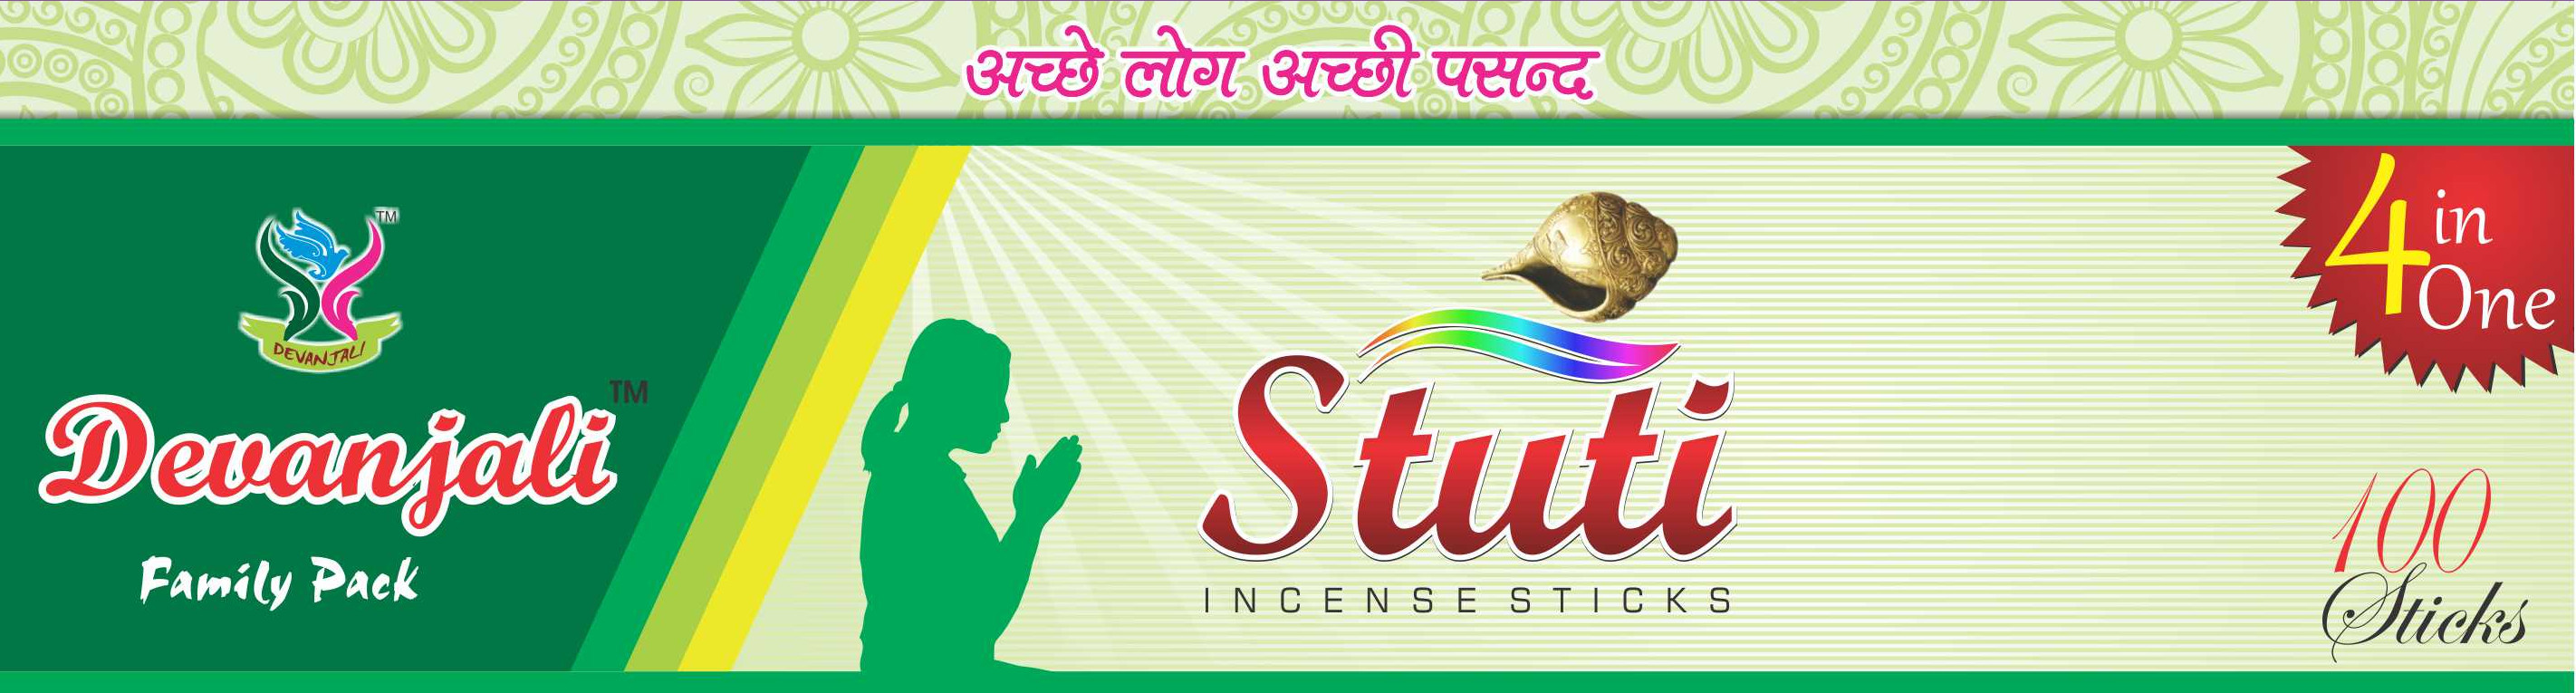 अच्छे लोग अच्छी पसन्द
TM
DEVANJALI
Devanjali TM
Family Pack
Stuti
INCENSE STICKS
4 in
One
100
Sticks